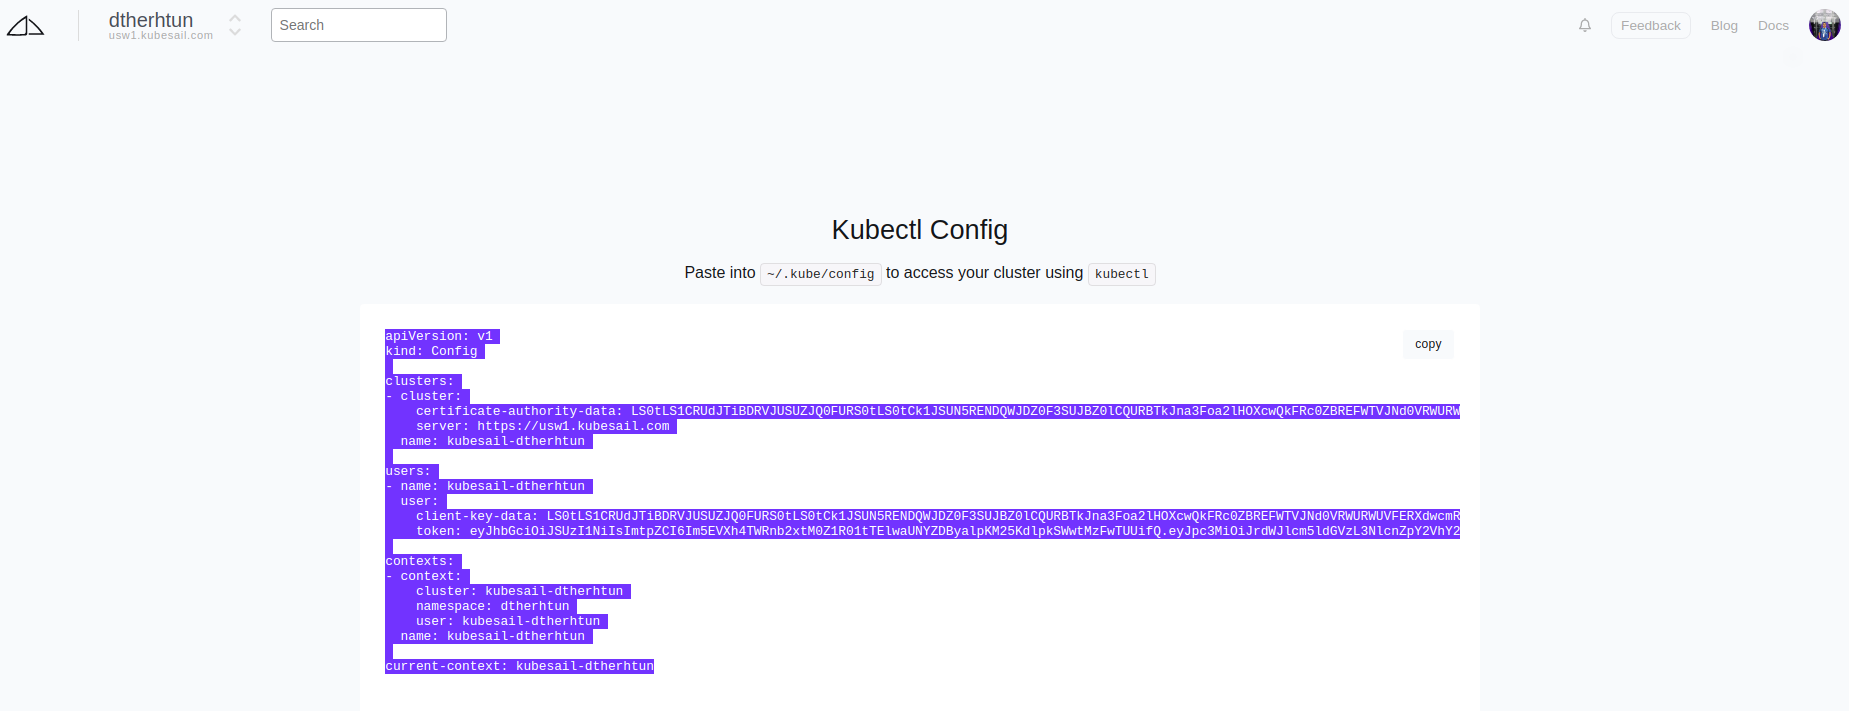 dtherhtun
usw1.kubesail.com
Search
Feedback
Blog
Docs
Kubectl Config
Paste into ~/.kube/config to access your cluster using kubectl
copy
apiVersion: v1
kind: Config
clusters:
- cluster:
certificate-authority-data: LS0tLS1CRUdJTiBDRVJUSUZJQ0FURS0tLS0tCk1JSUN5RENDQWJDZ0F3SUJBZ0lCQURBTkJna3Foa2lHOXcwQkFRc0ZBREFWTVJNd0VRWURW
server: https://usw1.kubesail.com
name: kubesail-dtherhtun
users:
- name: kubesail-dtherhtun
user:
client-key-data: LS0tLS1CRUdJTiBDRVJUSUZJQ0FURS0tLS0tCk1JSUN5RENDQWJDZ0F3SUJBZ0lCQURBTkJna3Foa2lHOXcwQkFRc0ZBREFWTVJNd0VRWURWUVFERXdwcmR
token: eyJhbGciOiJSUzI1NiIsImtpZCI6Im5EVXh4TWRnb2xtM0Z1R01tTElwaUNYZDByalpKM25KdlpkSWwtMzFwTUUifQ.eyJpc3MiOiJrdWJlcm5ldGVzL3NlcnZpY2VhY2
contexts:
- context:
cluster: kubesail-dtherhtun
namespace: dtherhtun
user: kubesail-dtherhtun
name: kubesail-dtherhtun
current-context: kubesail-dtherhtun